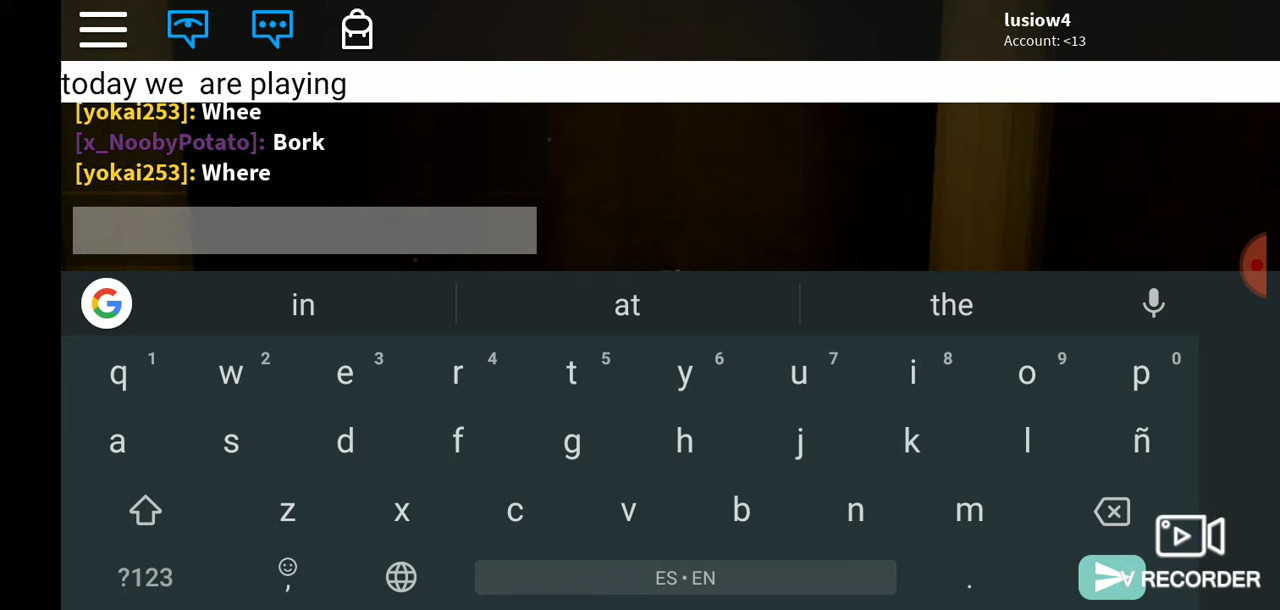 lusiow4
Account: <13
today we  are playing
[yokai253]: Whee
[x_NoobyPotato]: Bork
[yokai253]: Where
in at the
q 1 w 2 e 3 r 4 t 5 y 6 u 7 i 8 o 9 p 0
a s d f g h j k l ñ
z x c v b n m
?123 , ES • EN .
RECORDER